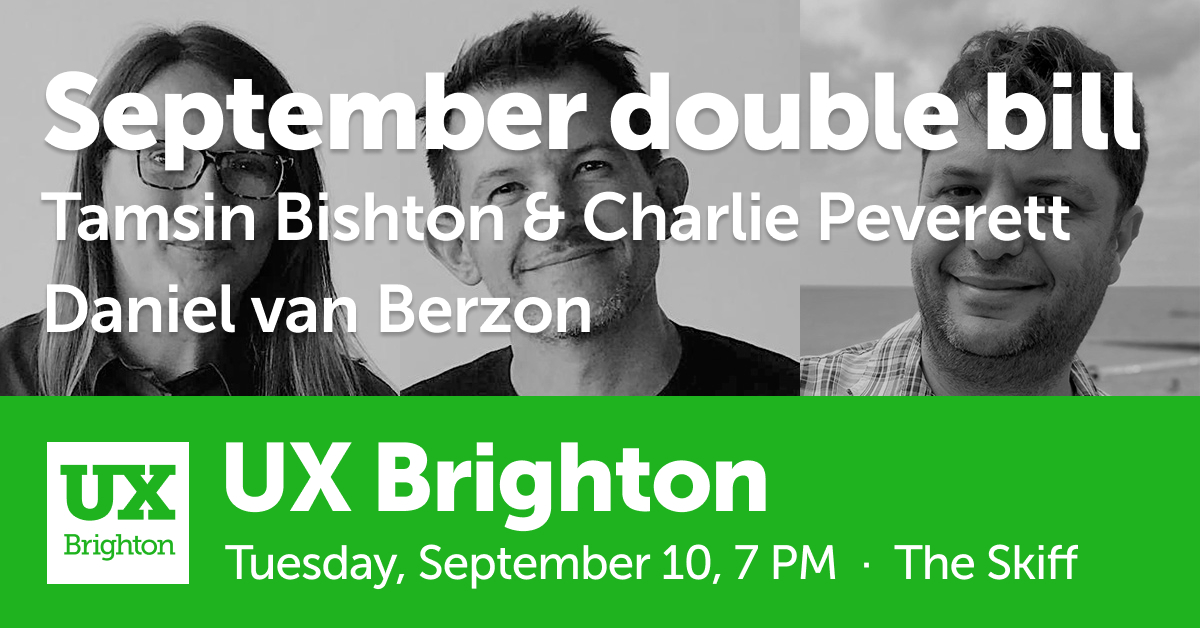 September double bill
Tamsin Bishton & Charlie Peverett
Daniel van Berzon
UX
Brighton
UX Brighton
Tuesday, September 10, 7 PM · The Skiff